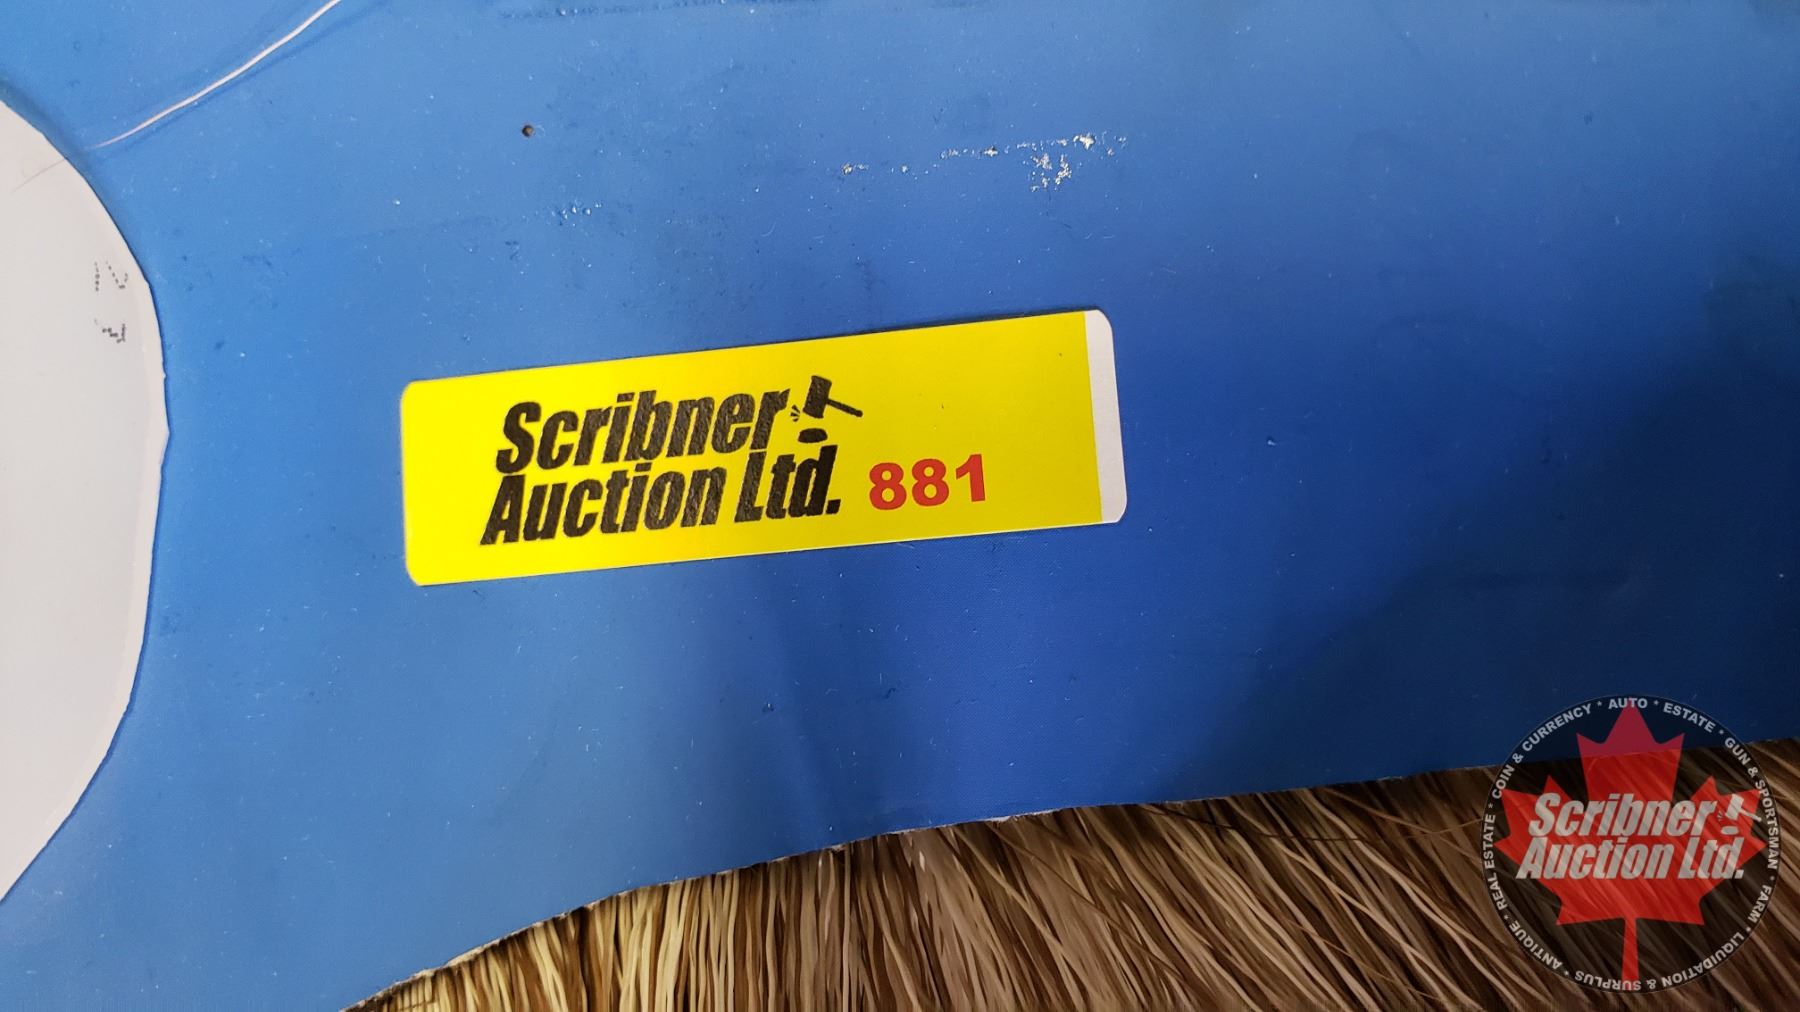 Scribner
Auction Ltd. 881
Scribner
Auction Ltd.
COIN & CURRENCY * AUTO * ESTATE * GUN & SPORTSMAN * FARM * LIQUIDATION & SURPLUS * ANTIQUE * REAL ESTATE *